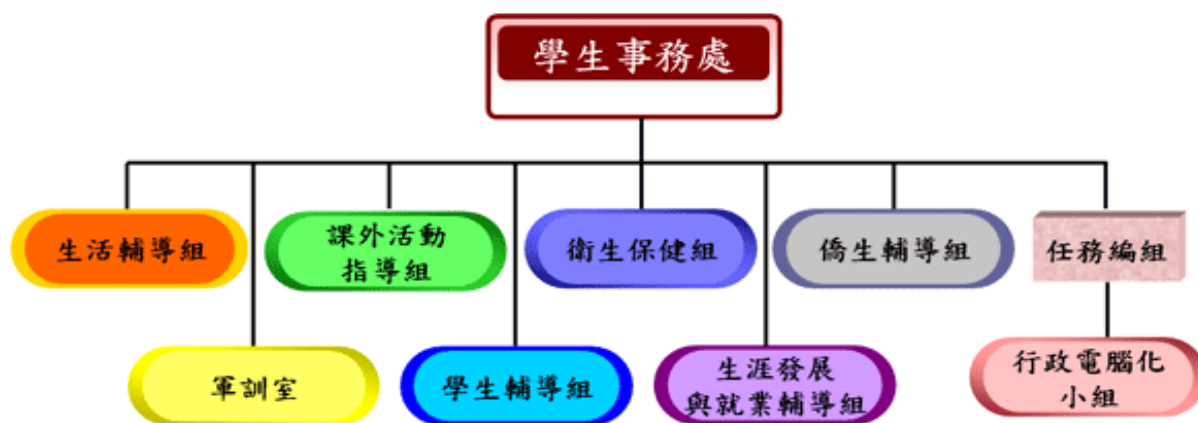 學生事務處
生活輔導組
課外活動
指導組
衛生保健組
僑生輔導組
任務編組
軍訓室
學生輔導組
生涯發展
與就業輔導組
行政電腦化
小組